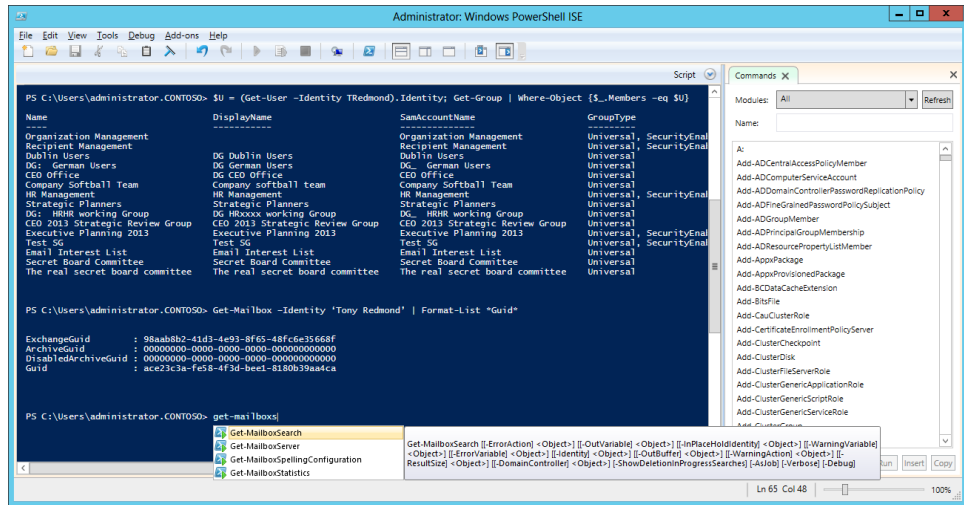 Administrator: Windows PowerShell ISE
File Edit View Tools Debug Add-ons Help
Script
Commands X
PS C:\Users\administrator.CONTOSO> $U = (Get-User -Identity TRedmond).Identity; Get-Group | Where-Object {$_.Members -eq $U}
Modules: All Refresh
Name:
Name DisplayName SamAccountName GroupType
---- ----------- -------------- ---------
Organization Management Organization Management Universal, SecurityEnal
Recipient Management Recipient Management Universal, SecurityEnal
Dublin Users DG Dublin Users Dublin Users Universal
DG: German Users DG German Users DG_ German Users Universal
CEO Office DG CEO Office CEO Office Universal
Company Softball Team Company softball team Company Softball Team Universal
HR Management HR Management HR Management Universal, SecurityEnal
Strategic Planners Strategic Planners Strategic Planners Universal
DG: HRHR working Group DG HRxxxx working Group DG_ HRHR working Group Universal
CEO 2013 Strategic Review Group CEO 2013 Strategic Review Group CEO 2013 Strategic Review Group Universal
Executive Planning 2013 Executive Planning 2013 Executive Planning 2013 Universal, SecurityEnal
Test SG Test SG Test SG Universal, SecurityEnal
Email Interest List Email Interest List Email Interest List Universal
Secret Board Committee Secret Board Committee Secret Board Committee Universal
The real secret board committee The real secret board committee The real secret board committee Universal
PS C:\Users\administrator.CONTOSO> Get-Mailbox -Identity 'Tony Redmond' | Format-List *Guid*
ExchangeGuid : 98aab8b2-41d3-4e93-8f65-48fc6e35668f
ArchiveGuid : 00000000-0000-0000-0000-000000000000
DisabledArchiveGuid : 00000000-0000-0000-0000-000000000000
Guid : ace23c3a-fe58-4f3d-bee1-8180b39aa4ca
PS C:\Users\administrator.CONTOSO> get-mailboxs
Get-MailboxSearch
Get-MailboxServer
Get-MailboxSpellingConfiguration
Get-MailboxStatistics
Get-MailboxSearch [[-ErrorAction] <Object>] [[-OutVariable] <Object>] [[-InPlaceHoldIdentity] <Object>] [[-WarningVariable]
<Object>] [[-ErrorVariable] <Object>] [[-Identity] <Object>] [[-OutBuffer] <Object>] [[-WarningAction] <Object>] [[-
ResultSize] <Object>] [[-DomainController] <Object>] [-ShowDeletionInProgressSearches] [-AsJob] [-Verbose] [-Debug]
A:
Add-ADCentralAccessPolicyMember
Add-ADComputerServiceAccount
Add-ADDomainControllerPasswordReplicationPolicy
Add-ADFineGrainedPasswordPolicySubject
Add-ADGroupMember
Add-ADPrincipalGroupMembership
Add-ADResourcePropertyListMember
Add-AppxPackage
Add-AppxProvisionedPackage
Add-BCDataCacheExtension
Add-BitsFile
Add-CauClusterRole
Add-CertificateEnrollmentPolicyServer
Add-ClusterCheckpoint
Add-ClusterDisk
Add-ClusterFileServerRole
Add-ClusterGenericApplicationRole
Add-ClusterGenericScriptRole
Add-ClusterGenericServiceRole
Add-ClusterGroup
Run Insert Copy
Ln 65 Col 48 100%